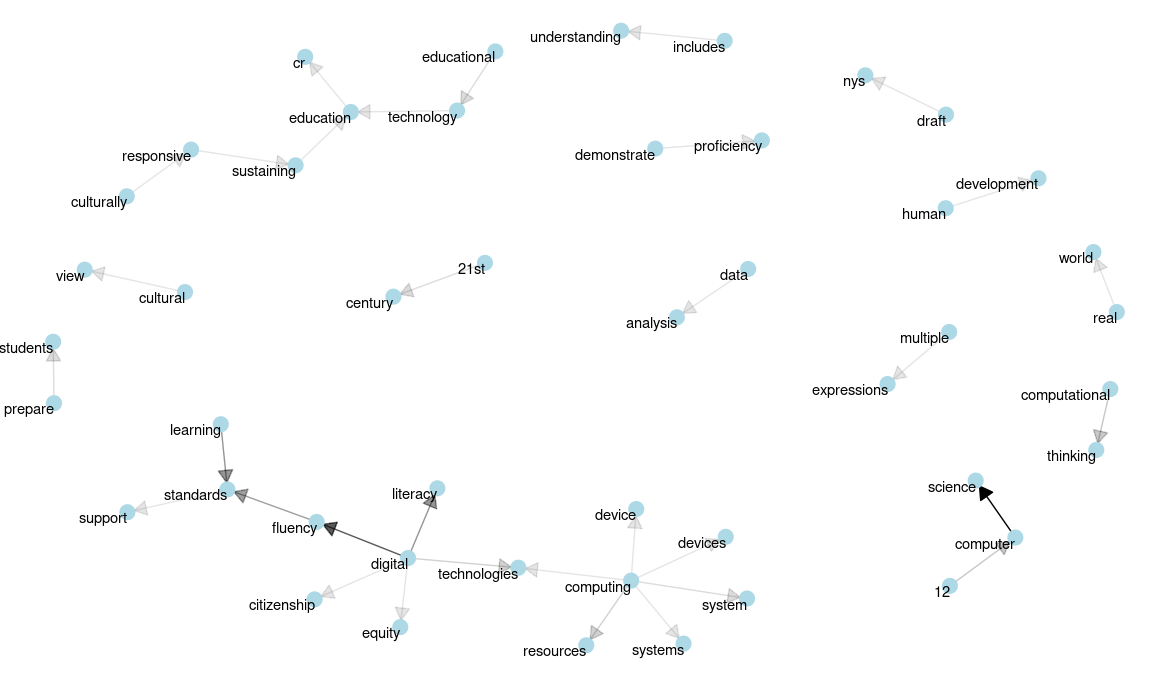 understanding
includes
educational
cr
nys
education
technology
draft
responsive
sustaining
demonstrate
proficiency
culturally
development
human
view
cultural
21st
century
data
analysis
world
real
students
prepare
multiple
expressions
computational
thinking
learning
standards
support
fluency
literacy
digital
technologies
citizenship
equity
device
devices
computing
system
resources
systems
science
computer
12